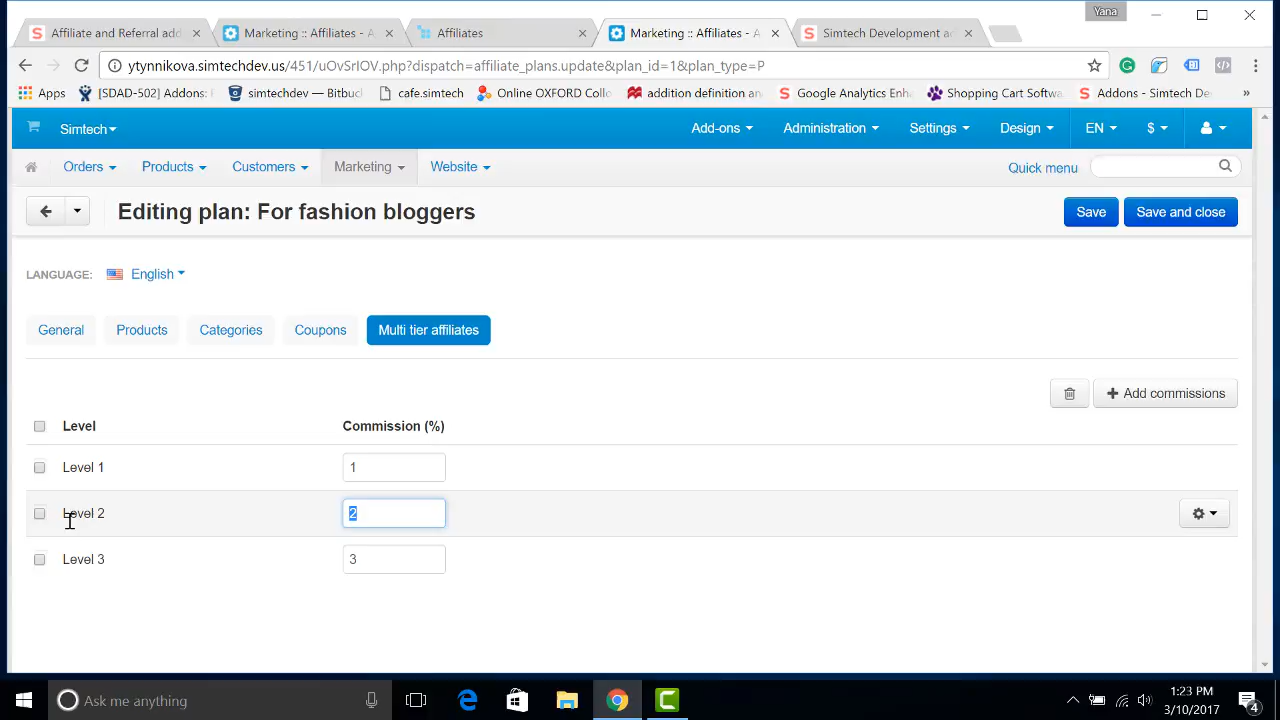 Yana
Affiliate and Referral add
Marketing :: Affiliates -
Affiliates
Marketing :: Affiliates - A
Simtech Development ad
ytynnikova.simtechdev.us/451/uOvSrIOV.php?dispatch=affiliate_plans.update&plan_id=1&plan_type=P
Apps
[SDAD-502] Addons:
simtechdev — Bitbuc
cafe.simtech
Online OXFORD Collo
addition definition an
Google Analytics Enh
Shopping Cart Softwa
Addons - Simtech De
»
Simtech
Add-ons
Administration
Settings
Design
EN
$
Orders
Products
Customers
Marketing
Website
Quick menu
Editing plan: For fashion bloggers
Save
Save and close
LANGUAGE:
English
General
Products
Categories
Coupons
Multi tier affiliates
Add commissions
Level
Commission (%)
Level 1
1
Level 2
2
Level 3
3
Ask me anything
1:23 PM
3/10/2017
4